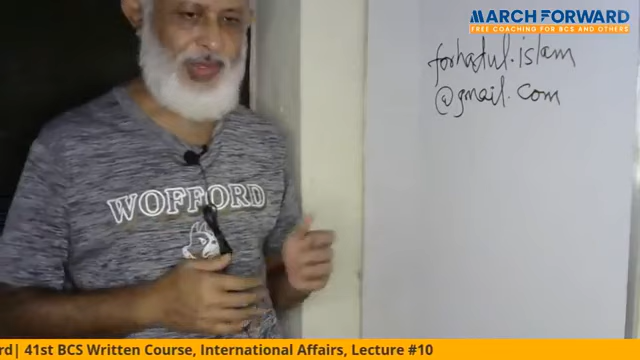 MARCH FORWARD
FREE COACHING FOR BCS AND OTHERS
forhatul.islam
@gmail.com
WOFFORD
rd| 41st BCS Written Course, International Affairs, Lecture #10